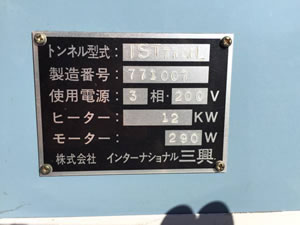 トンネル型式:
製造番号:
使用電源: 3 相・200 V
ヒーター: 12 KW
モーター: 290 W
株式会社 インターナショナル三興